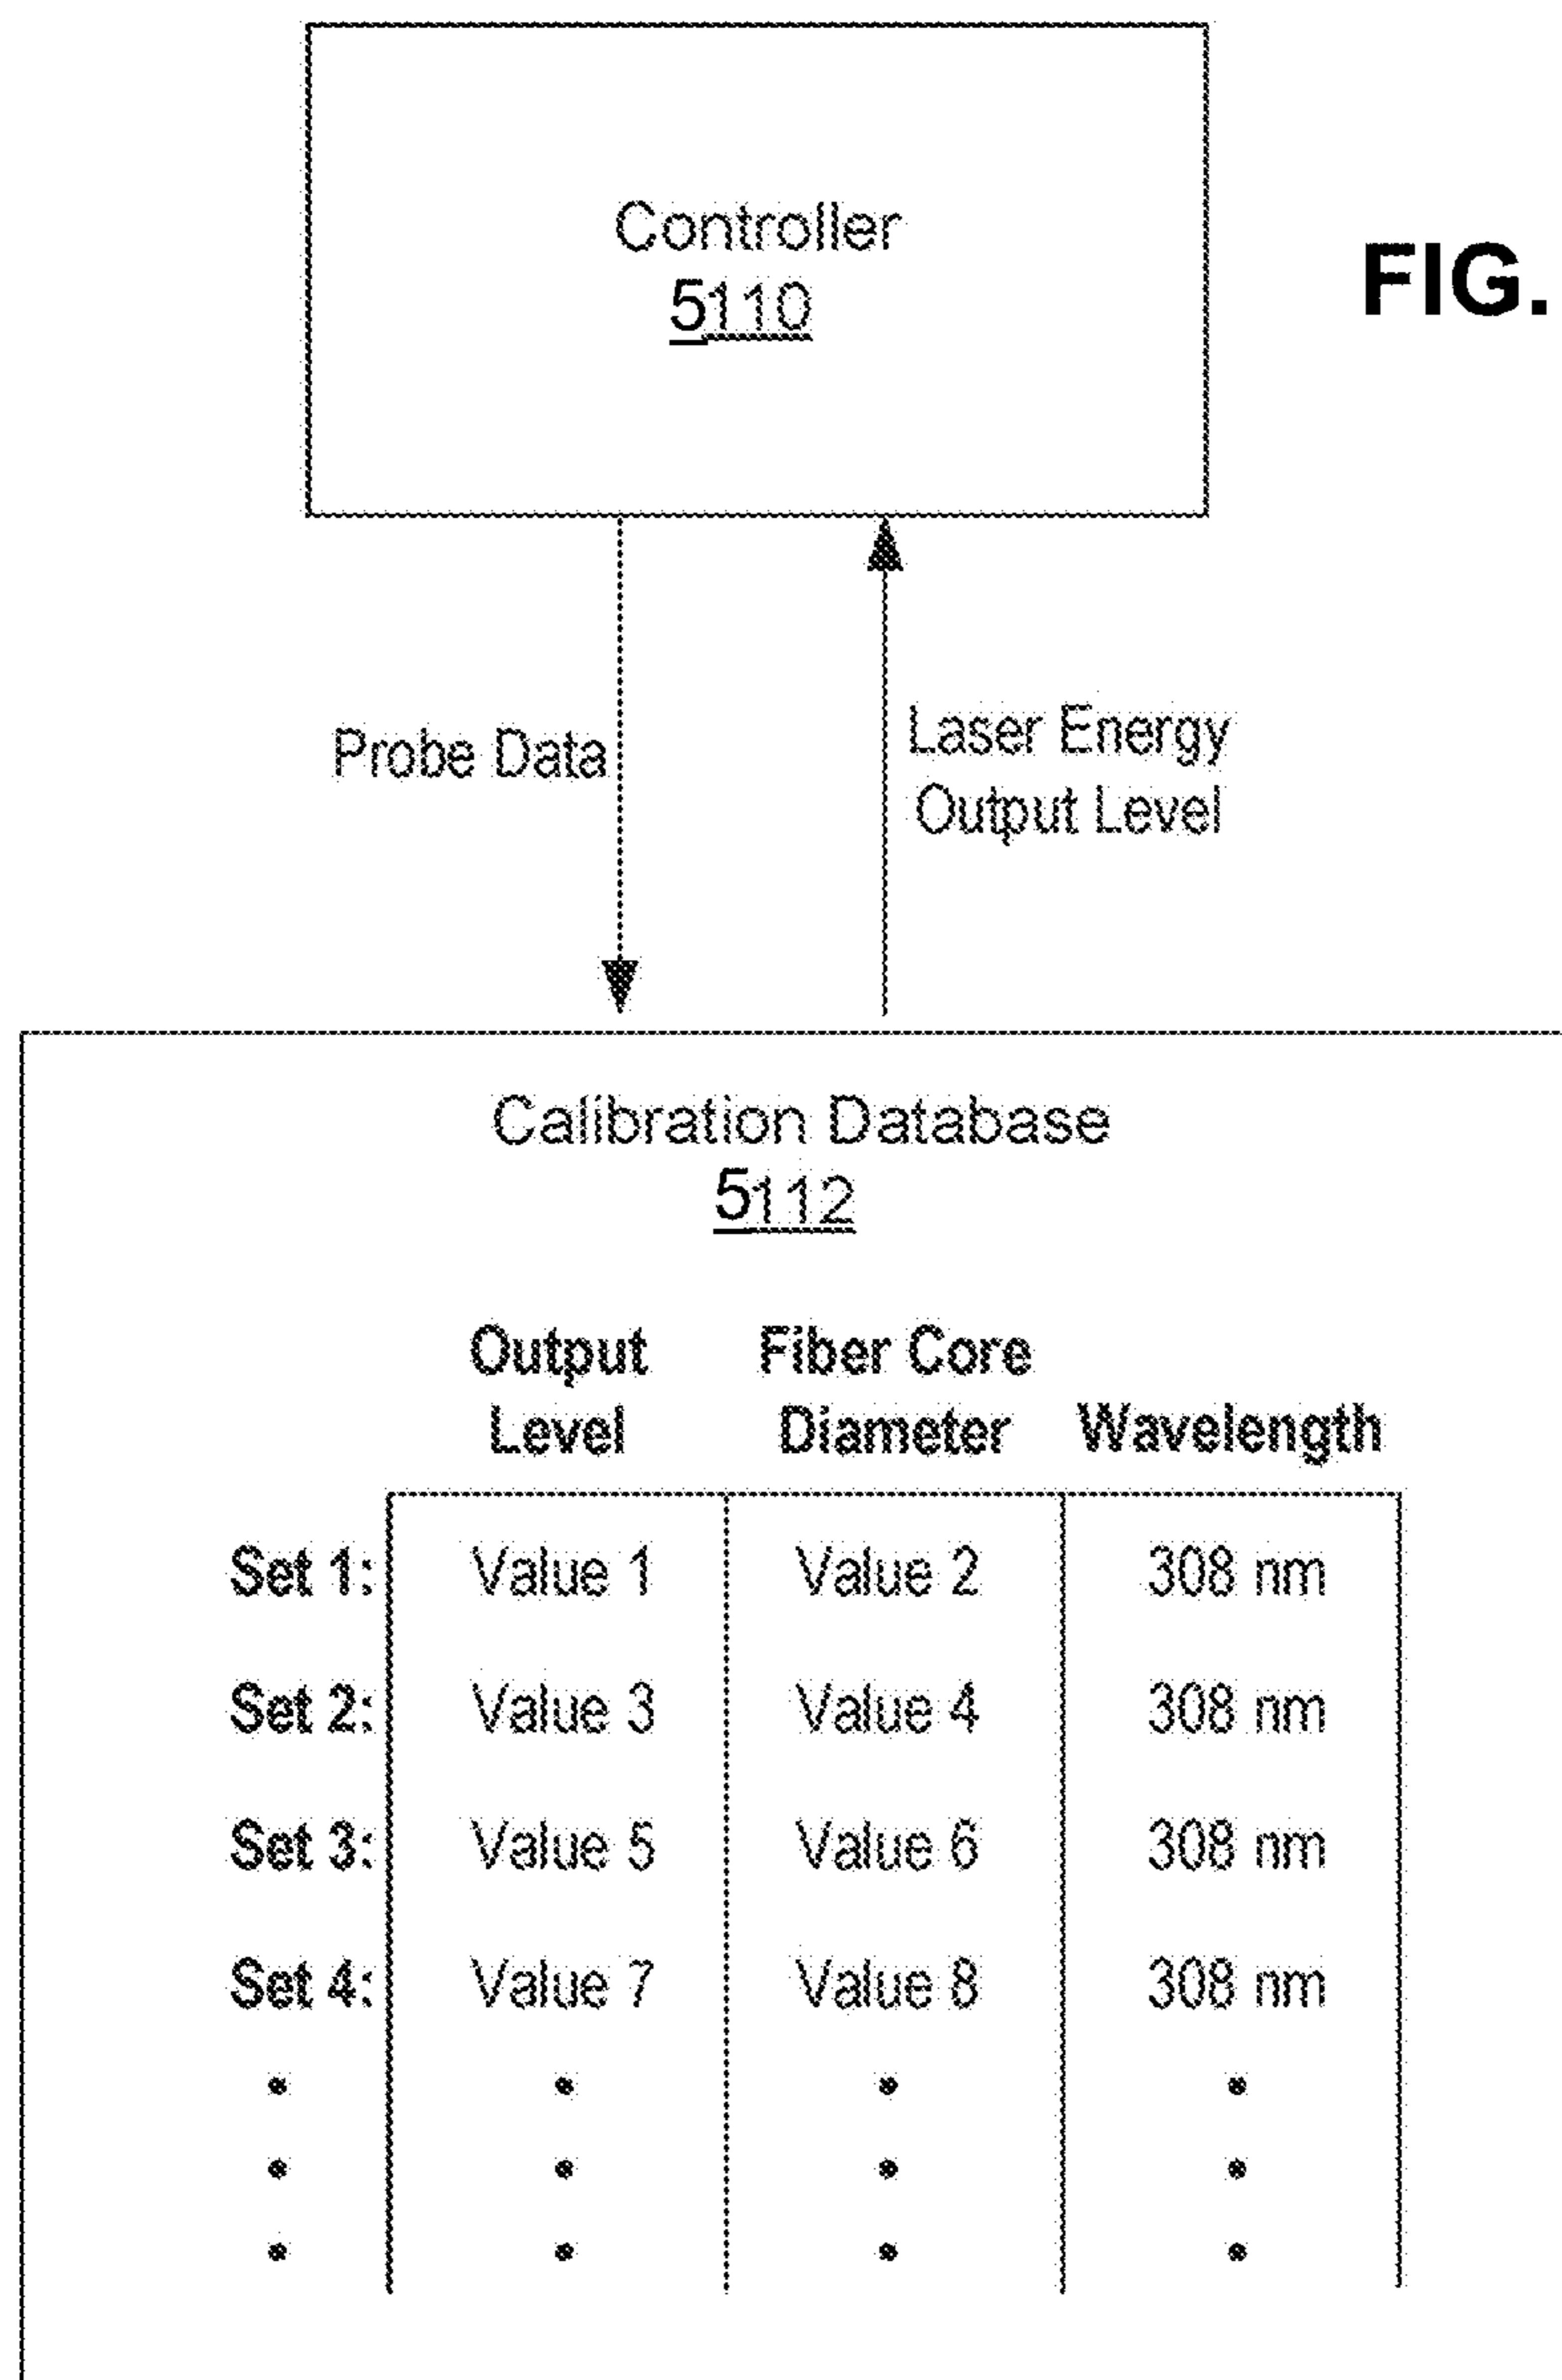 Controller
5110
FIG.
Probe Data
Laser Energy
Output Level
Calibration Database
5112
Output Level
Fiber Core Diameter
Wavelength
Set 1: Value 1 Value 2 308 nm
Set 2: Value 3 Value 4 308 nm
Set 3: Value 5 Value 6 308 nm
Set 4: Value 7 Value 8 308 nm